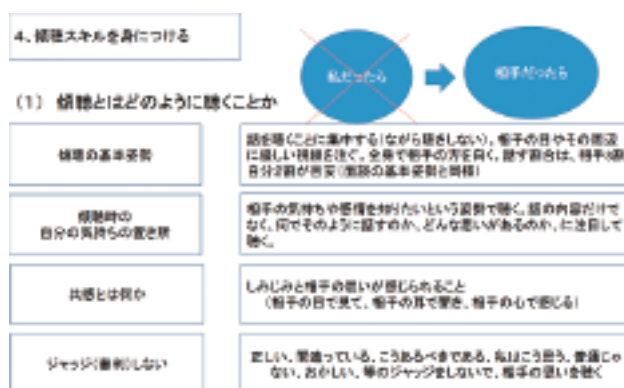 4、傾聴スキルを身につける
私だったら
相手だったら
（1） 傾聴とはどのように聴くことか
傾聴の基本姿勢
話を聴くことに集中する（ながら聴きしない）、相手の目やその周辺
に優しい視線を注ぐ、全身で相手の方を向く、話す割合は、相手8割
自分2割が目安（面談の基本姿勢と同様）
傾聴時の
自分の気持ちの置き所
相手の気持ちや感情を知りたいという姿勢で聴く。話の内容だけで
なく、何でそのように話すのか、どんな思いがあるのか、に注目して
聴く。
共感とは何か
しみじみと相手の思いが感じられること
（相手の目で見て、相手の耳で聞き、相手の心で感じる）
ジャッジ（審判）しない
正しい、間違っている、こうあるべきである、私はこう思う、普通じゃ
ない、おかしい、等のジャッジをしないで、相手の思いを聴く